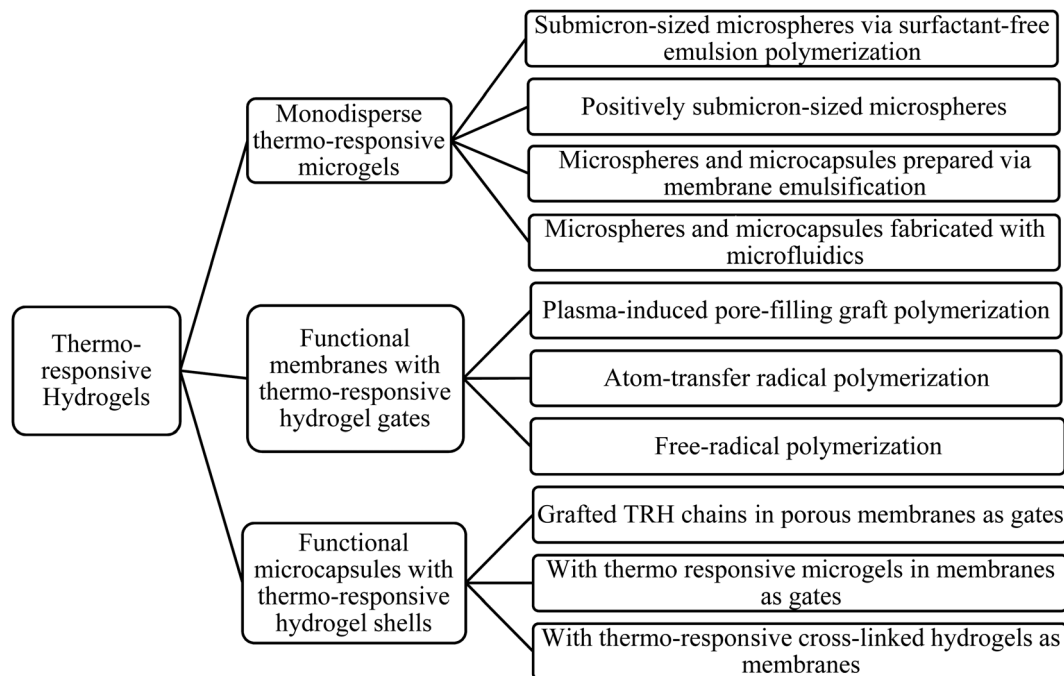 Thermo-
responsive
Hydrogels
Monodisperse
thermo-responsive
microgels
Submicron-sized microspheres via surfactant-free
emulsion polymerization
Positively submicron-sized microspheres
Microspheres and microcapsules prepared via
membrane emulsification
Microspheres and microcapsules fabricated with
microfluidics
Functional
membranes with
thermo-responsive
hydrogel gates
Plasma-induced pore-filling graft polymerization
Atom-transfer radical polymerization
Free-radical polymerization
Functional
microcapsules with
thermo-responsive
hydrogel shells
Grafted TRH chains in porous membranes as gates
With thermo responsive microgels in membranes
as gates
With thermo-responsive cross-linked hydrogels as
membranes